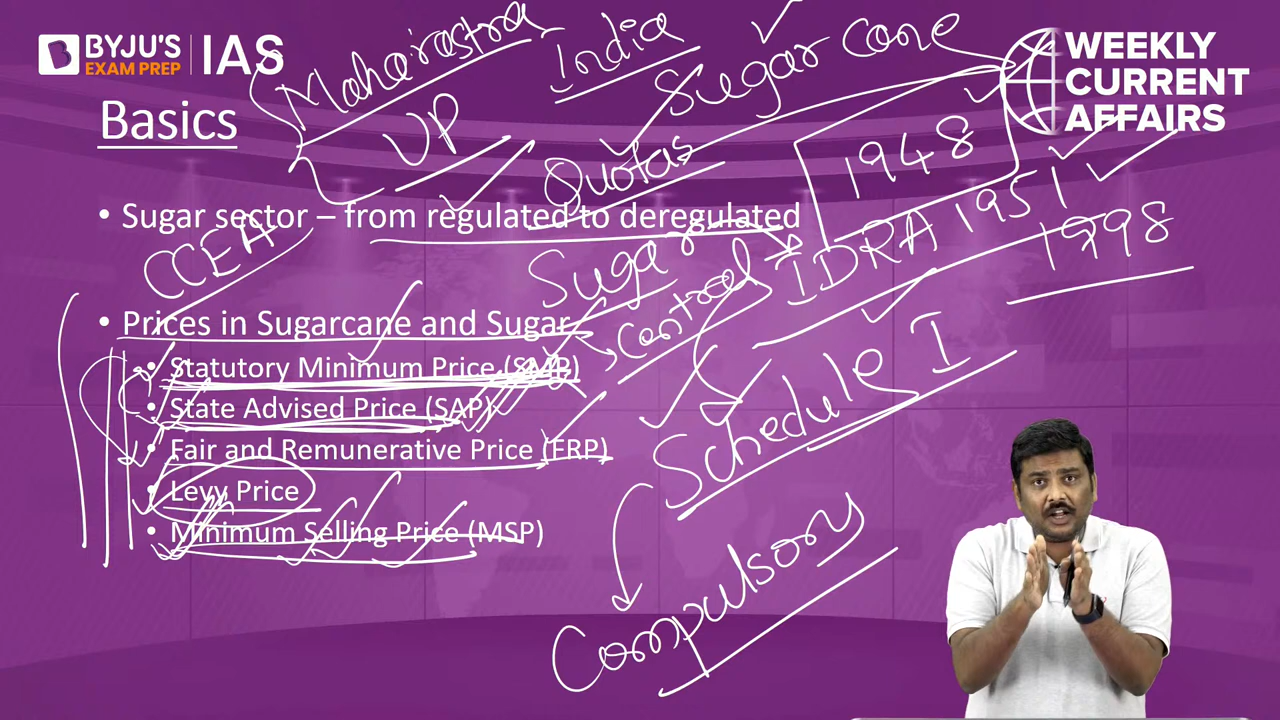 BYJU'S
EXAM PREP
IAS
WEEKLY
CURRENT
AFFAIRS
Basics
Maharastra
India
Sugar cane
UP
Quotas
1948
• Sugar sector – from regulated to deregulated
CCEA
Sugar
Central
IDRA 1951
1998
• Prices in Sugarcane and Sugar
• Statutory Minimum Price (SMP)
• State Advised Price (SAP)
• Fair and Remunerative Price (FRP)
• Levy Price
• Minimum Selling Price (MSP)
Schedule I
Compulsory